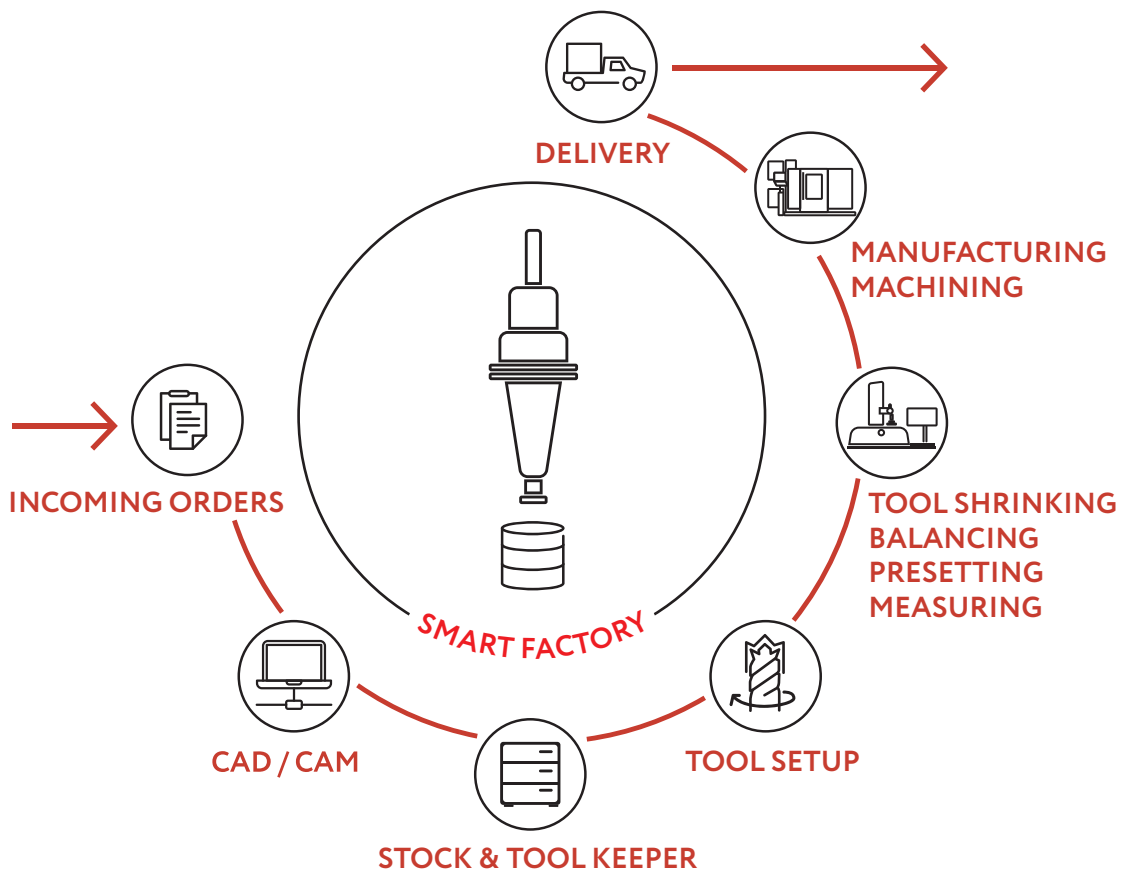 DELIVERY
MANUFACTURING
MACHINING
INCOMING ORDERS
TOOL SHRINKING
BALANCING
PRESETTING
MEASURING
SMART FACTORY
CAD / CAM
TOOL SETUP
STOCK & TOOL KEEPER